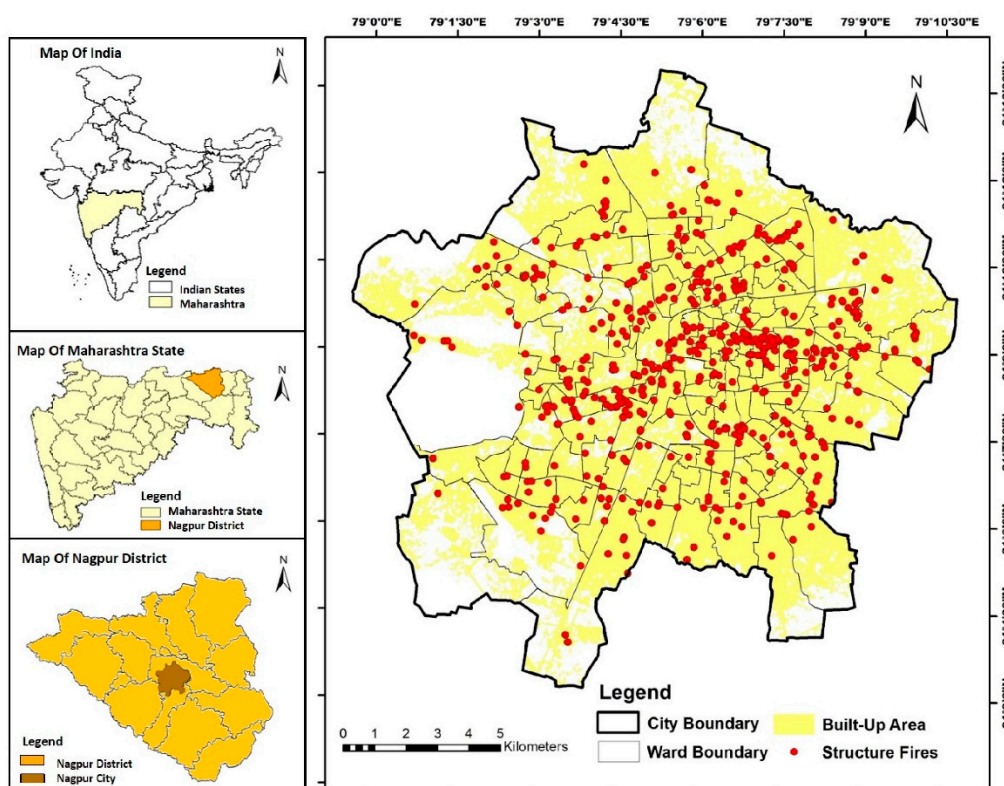 Map Of India
N
Legend
Indian States
Maharashtra
Map Of Maharashtra State
N
Legend
Maharashtra State
Nagpur District
Map Of Nagpur District
N
Legend
Nagpur District
Nagpur City
79°0'0"E 79°1'30"E 79°3'0"E 79°4'30"E 79°6'0"E 79°7'30"E 79°9'0"E 79°10'30"E
N
Legend
City Boundary Built-Up Area
Ward Boundary Structure Fires
0 1 2 3 4 5
Kilometers